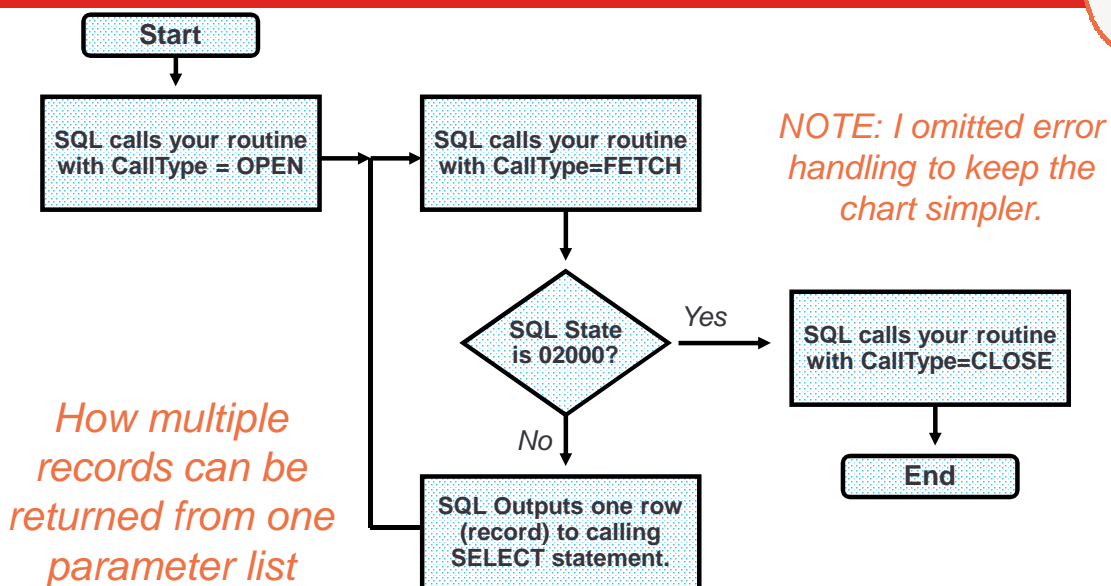 Start
SQL calls your routine
with CallType = OPEN
SQL calls your routine
with CallType=FETCH
NOTE: I omitted error
handling to keep the
chart simpler.
SQL State
is 02000?
Yes
SQL calls your routine
with CallType=CLOSE
End
No
SQL Outputs one row
(record) to calling
SELECT statement.
How multiple
records can be
returned from one
parameter list